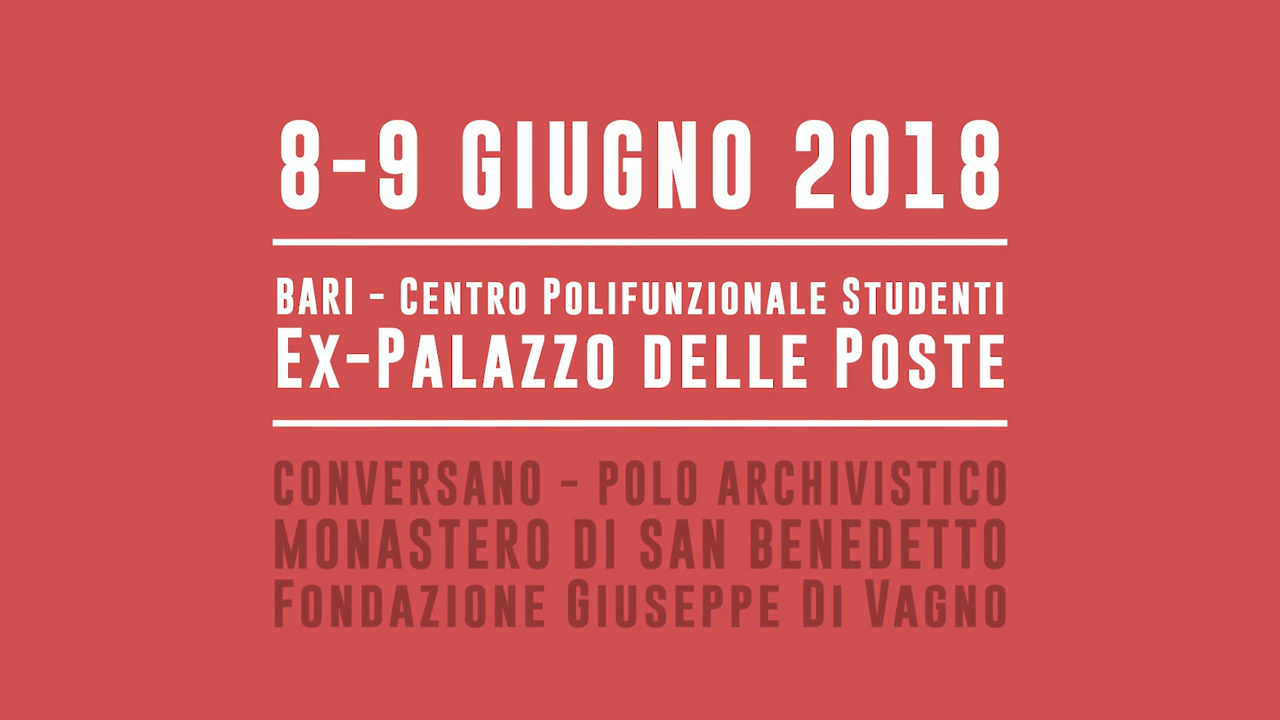 8-9 GIUGNO 2018
BARI - Centro Polifunzionale Studenti
Ex-Palazzo delle Poste
CONVERSANO - POLO ARCHIVISTICO
MONASTERO DI SAN BENEDETTO
Fondazione Giuseppe Di Vagno